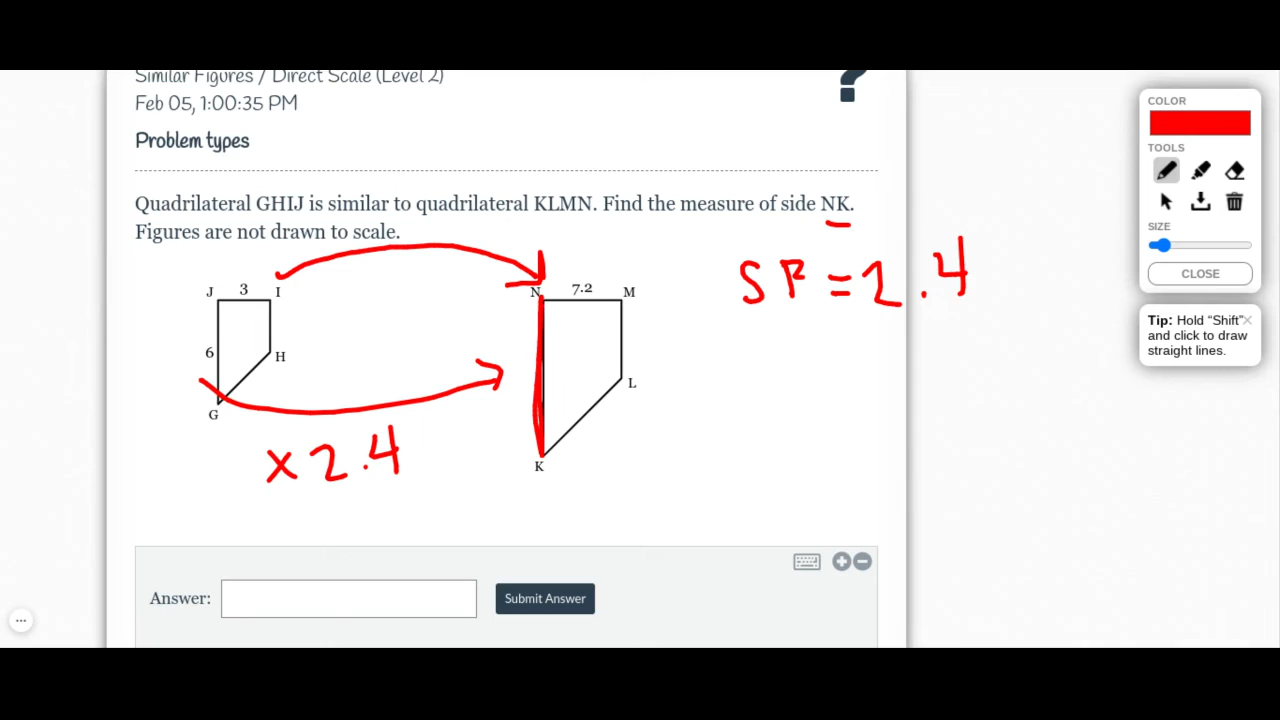 Similar Figures / Direct Scale (Level 2)
Feb 05, 1:00:35 PM
?
Problem types
Quadrilateral GHIJ is similar to quadrilateral KLMN. Find the measure of side NK.
Figures are not drawn to scale.
SF = 2.4
J 3 I
N 7.2 M
6
H
L
G
x 2.4
K
Answer:
Submit Answer
...
COLOR
TOOLS
SIZE
CLOSE
Tip: Hold “Shift”
and click to draw
straight lines.